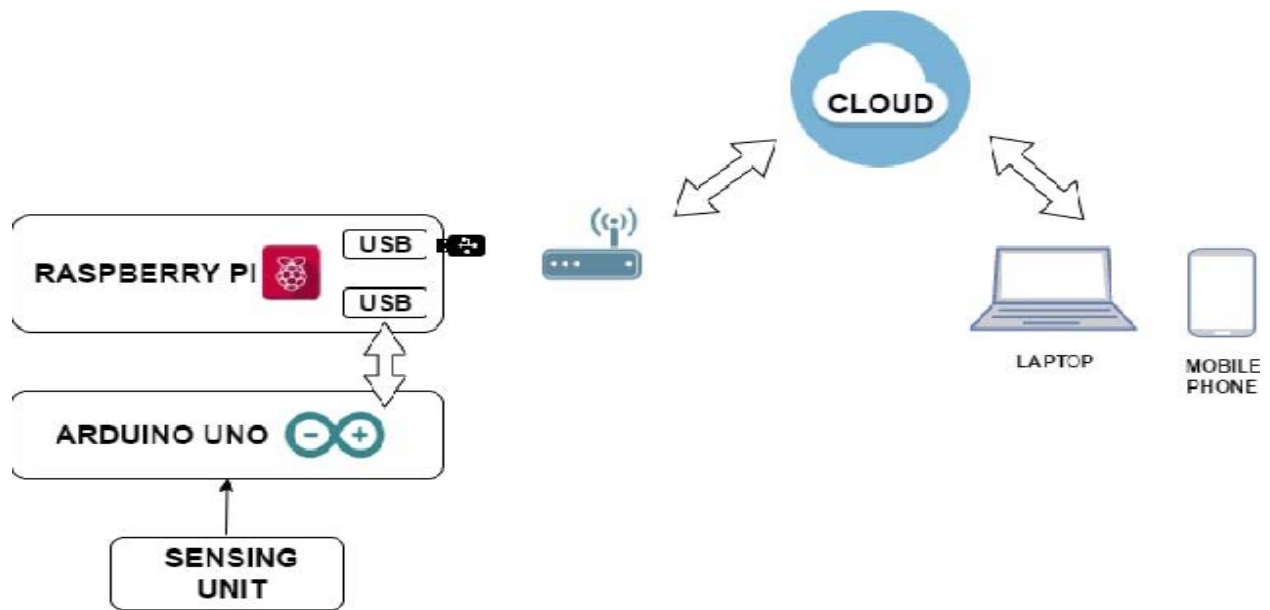 CLOUD
USB
RASPBERRY PI
USB
LAPTOP
MOBILE
PHONE
ARDUINO UNO
SENSING
UNIT